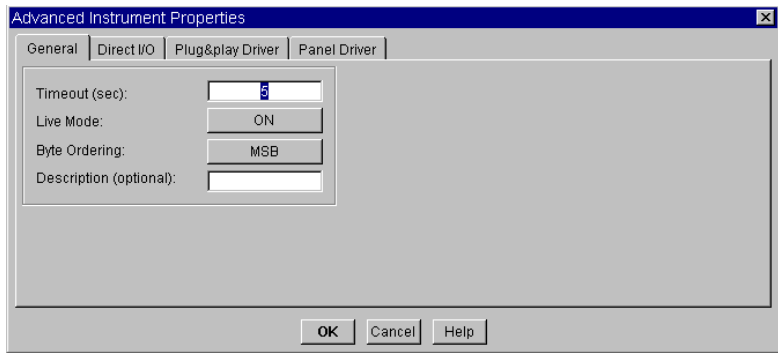 Advanced Instrument Properties
General Direct I/O Plug&play Driver Panel Driver
Timeout (sec): 5
Live Mode: ON
Byte Ordering: MSB
Description (optional):
OK Cancel Help